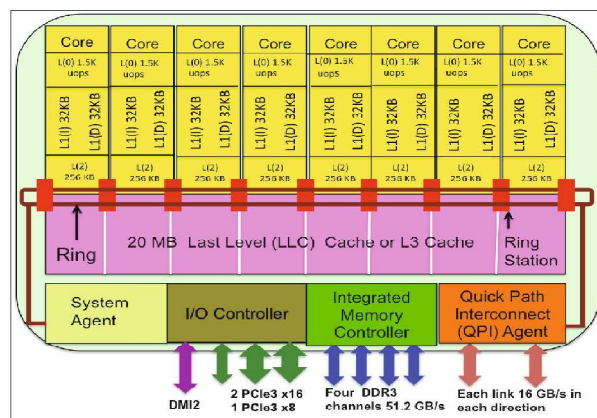 Core Core Core Core Core Core Core Core
L(0) 1.5K L(0) 1.5K L(0) 1.5K L(0) 1.5K L(0) 1.5K L(0) 1.5K L(0) 1.5K L(0) 1.5K
uops uops uops uops uops uops uops uops
L1(I) 32KB L1(D) 32KB L1(I) 32KB L1(D) 32KB L1(I) 32KB L1(D) 32KB L1(I) 32KB L1(D) 32KB L1(I) 32KB L1(D) 32KB L1(I) 32KB L1(D) 32KB L1(I) 32KB L1(D) 32KB L1(I) 32KB L1(D) 32KB
L(2) L(2) L(2) L(2) L(2) L(2) L(2) L(2)
256 KB 256 KB 256 KB 256 KB 256 KB 256 KB 256 KB 256 KB
Ring
20 MB Last Level (LLC) Cache or L3 Cache
Ring
Station
System
Agent
I/O Controller
Integrated
Memory
Controller
Quick Path
Interconnect
(QPI) Agent
DMI2
2 PCIe3 x16
1 PCIe3 x8
Four DDR3
channels 51.2 GB/s
Each link 16 GB/s in
each direction